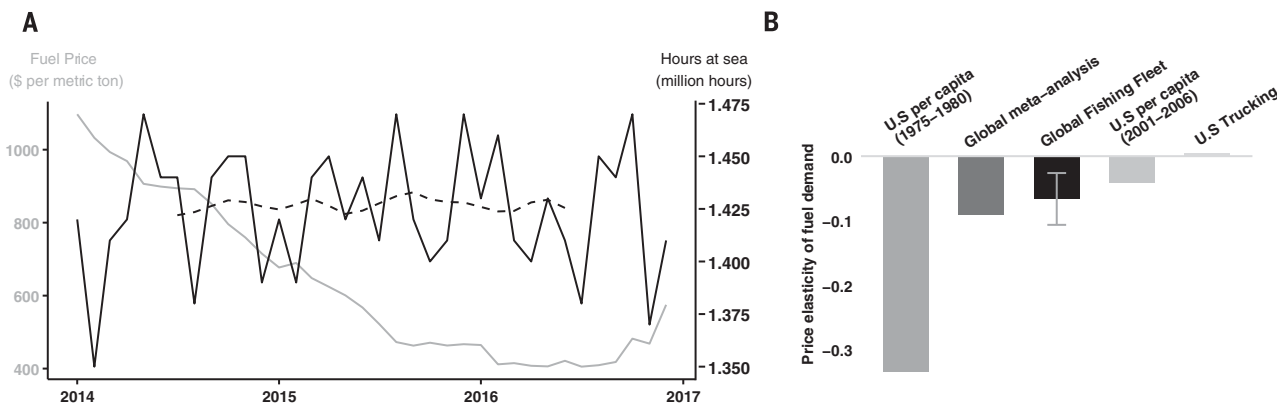 A
Fuel Price
($ per metric ton)
Hours at sea
(million hours)
1000
800
600
400
1.475
1.450
1.425
1.400
1.375
1.350
2014
2015
2016
2017
B
U.S per capita
(1975–1980)
Global meta–analysis
Global Fishing Fleet
U.S per capita
(2001–2006)
U.S Trucking
Price elasticity of fuel demand
0.0
−0.1
−0.2
−0.3